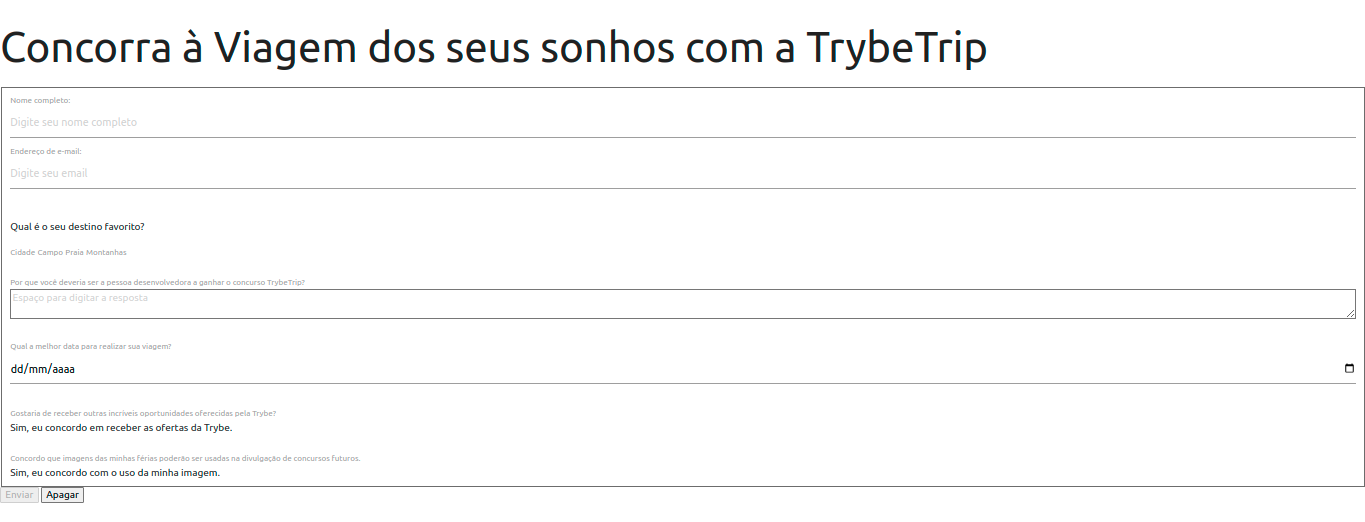 Concorra à Viagem dos seus sonhos com a TrybeTrip
Nome completo:
Digite seu nome completo
Endereço de e-mail:
Digite seu email
Qual é o seu destino favorito?
Cidade Campo Praia Montanhas
Por que você deveria ser a pessoa desenvolvedora a ganhar o concurso TrybeTrip?
Espaço para digitar a resposta
Qual a melhor data para realizar sua viagem?
dd/mm/aaaa
Gostaria de receber outras incríveis oportunidades oferecidas pela Trybe?
Sim, eu concordo em receber as ofertas da Trybe.
Concordo que imagens das minhas férias poderão ser usadas na divulgação de concursos futuros.
Sim, eu concordo com o uso da minha imagem.
Enviar Apagar